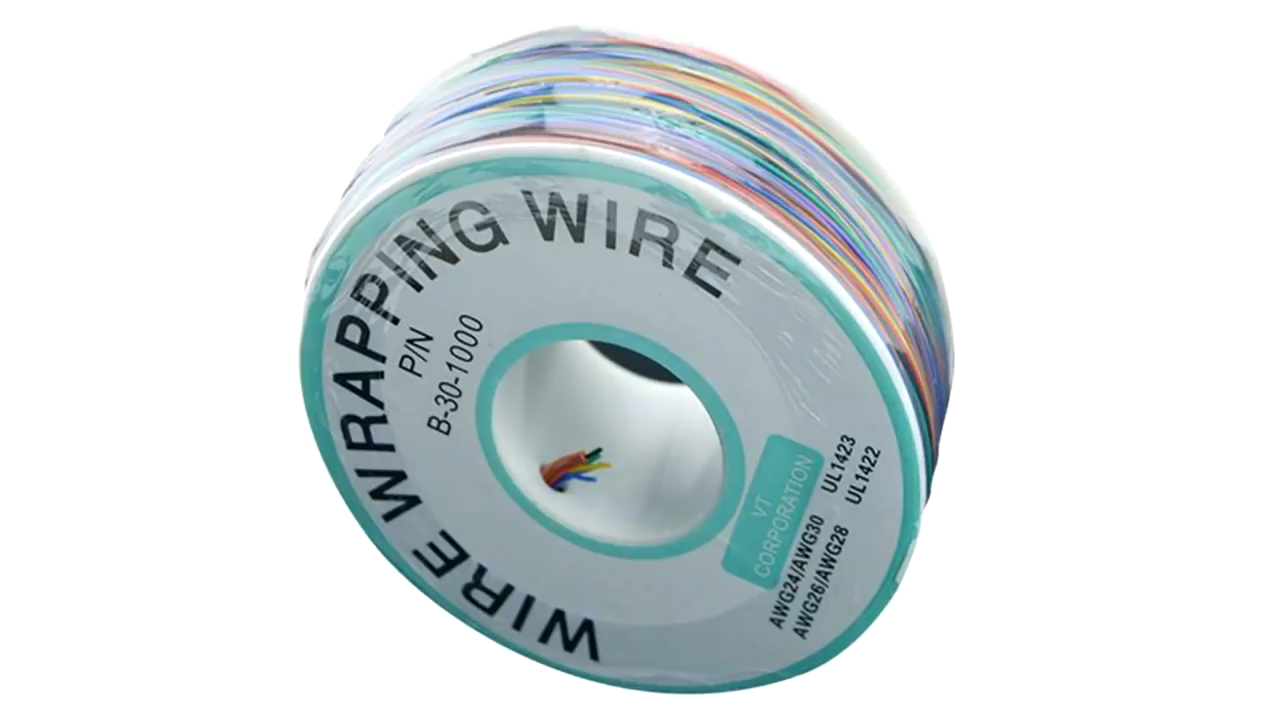 WIRE WRAPPING WIRE
P/N
B-30-1000
VT
CORPORATION
AWG24/AWG30 UL1423
AWG26/AWG28 UL1422